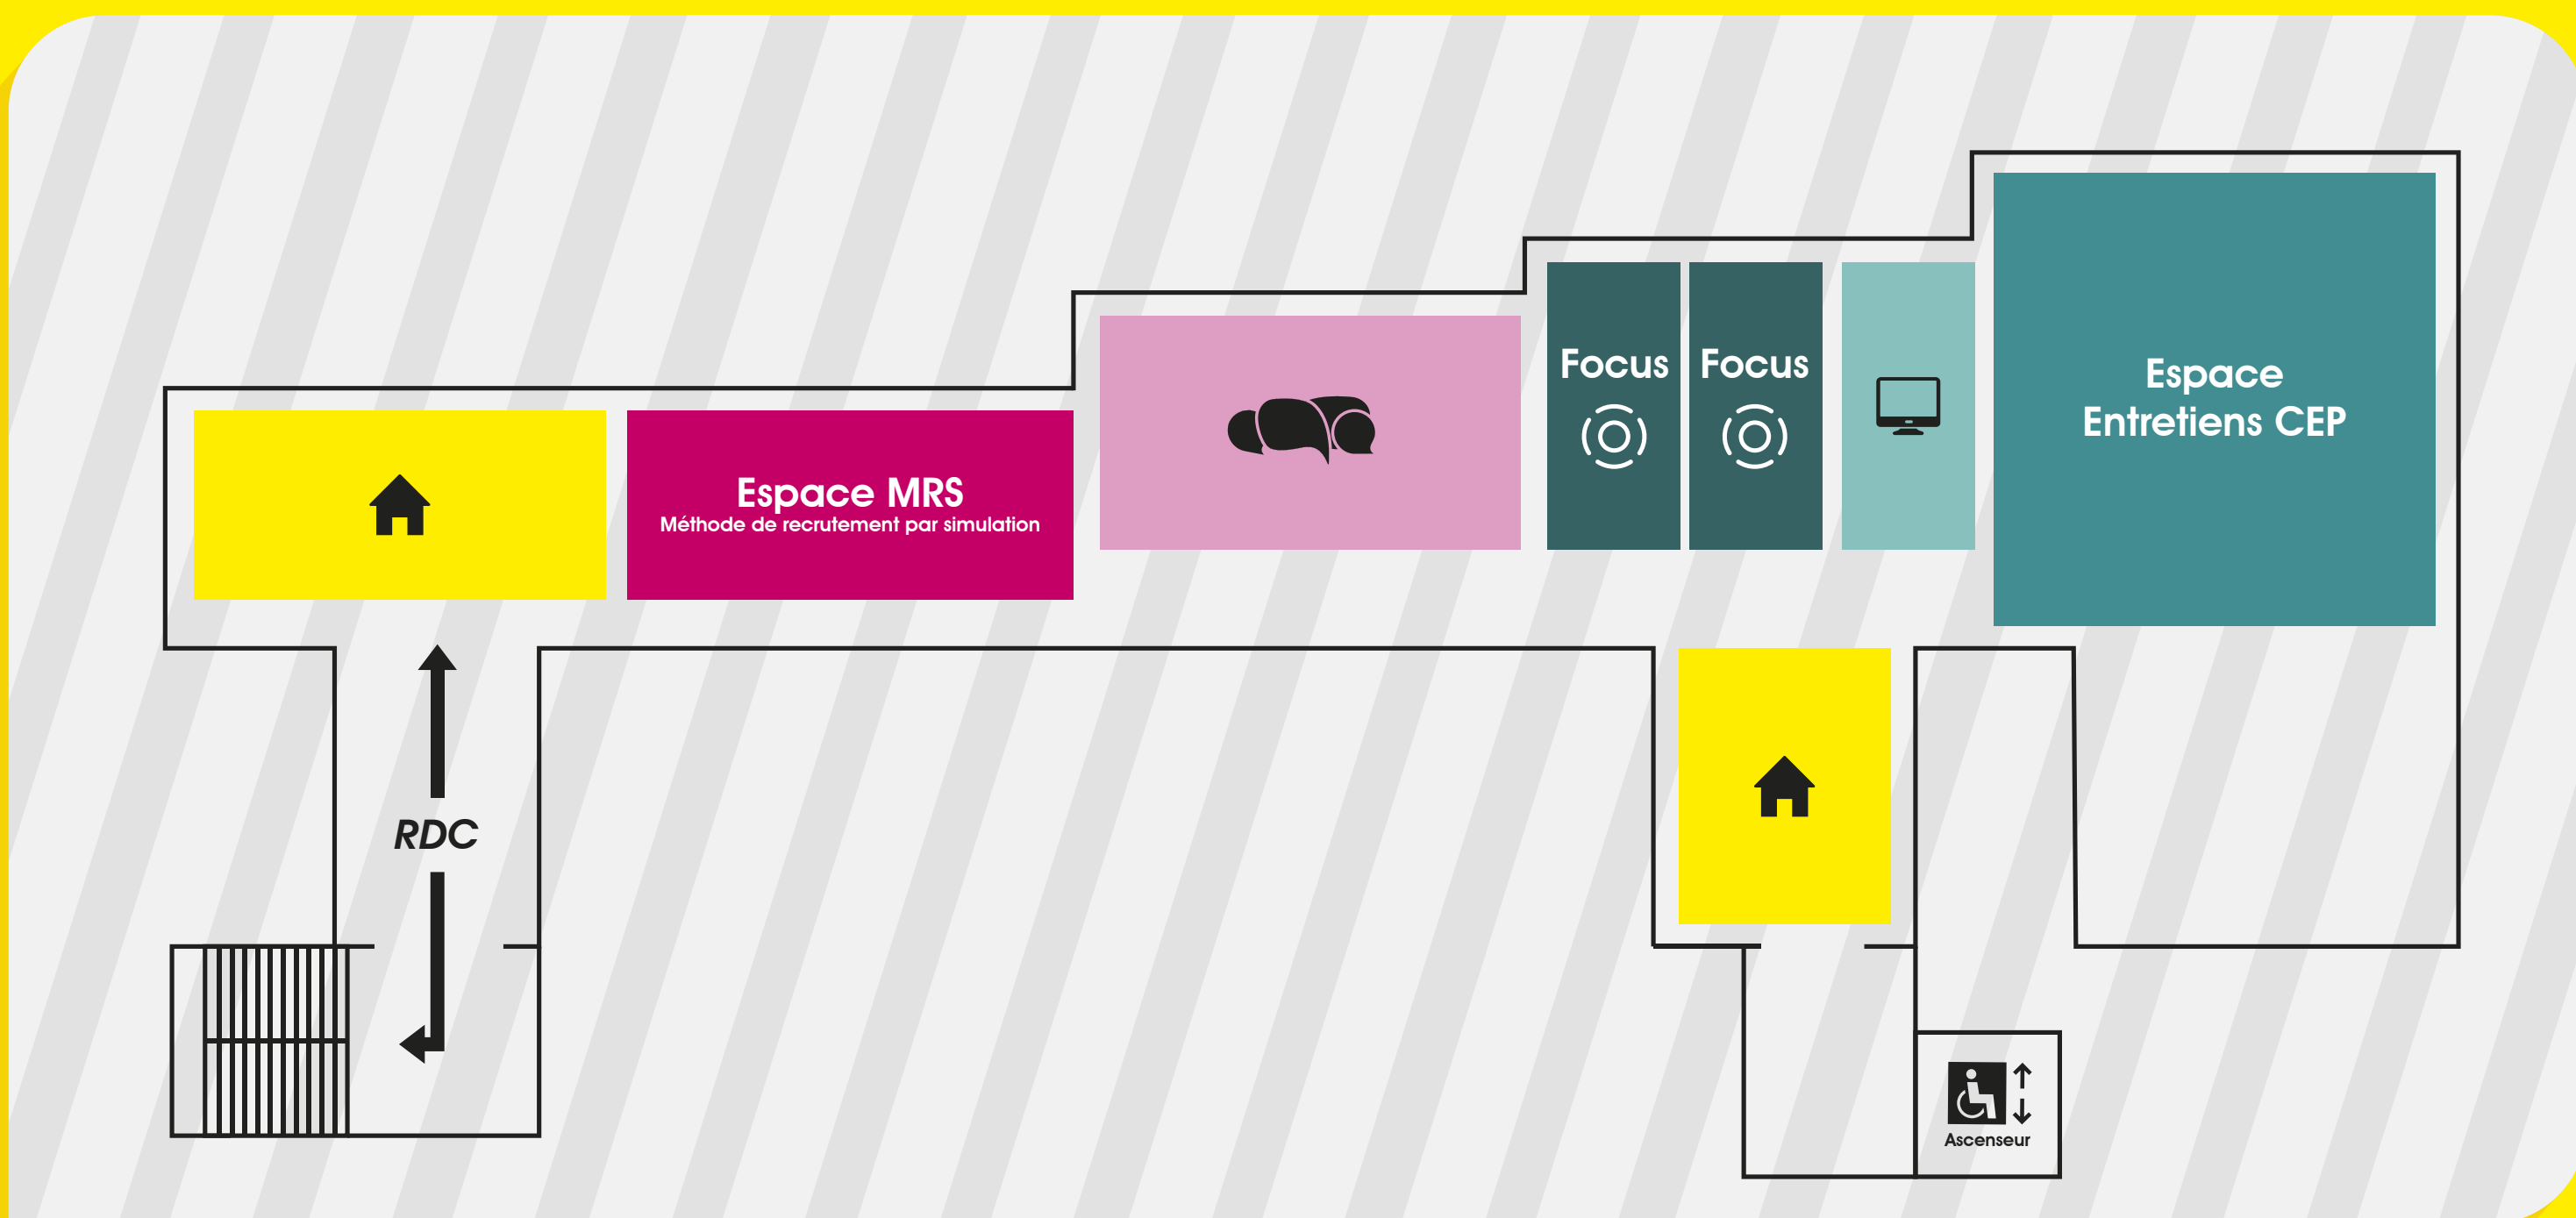 Focus
Focus
Espace
Entretiens CEP
Espace MRS
Méthode de recrutement par simulation
RDC
Ascenseur